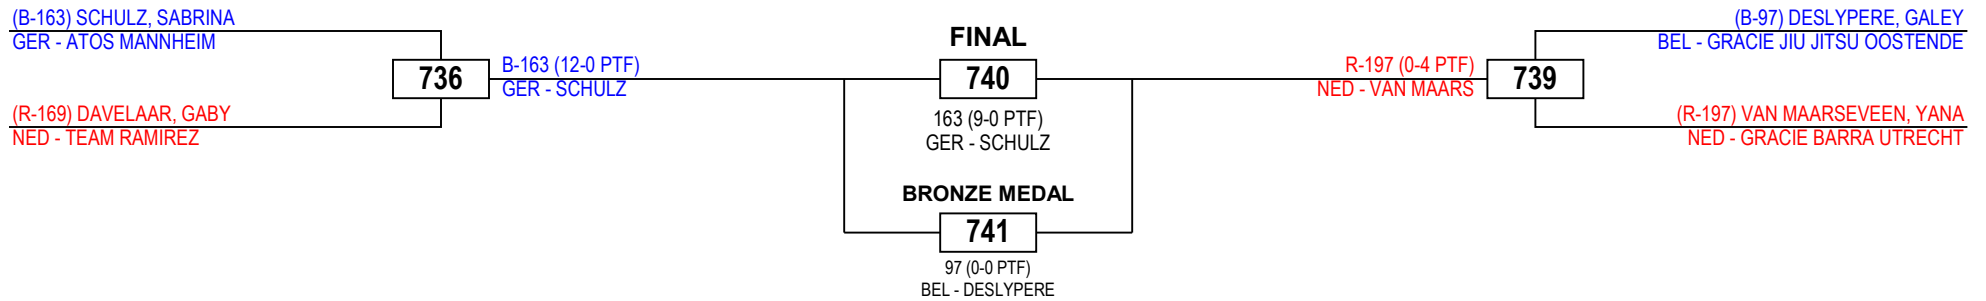 (B-163) SCHULZ, SABRINA
GER - ATOS MANNHEIM
736
B-163 (12-0 PTF)
GER - SCHULZ
(R-169) DAVELAAR, GABY
NED - TEAM RAMIREZ
FINAL
740
163 (9-0 PTF)
GER - SCHULZ
BRONZE MEDAL
741
97 (0-0 PTF)
BEL - DESLYPERE
(B-97) DESLYPERE, GALEY
BEL - GRACIE JIU JITSU OOSTENDE
R-197 (0-4 PTF)
NED - VAN MAARS
739
(R-197) VAN MAARSEVEEN, YANA
NED - GRACIE BARRA UTRECHT